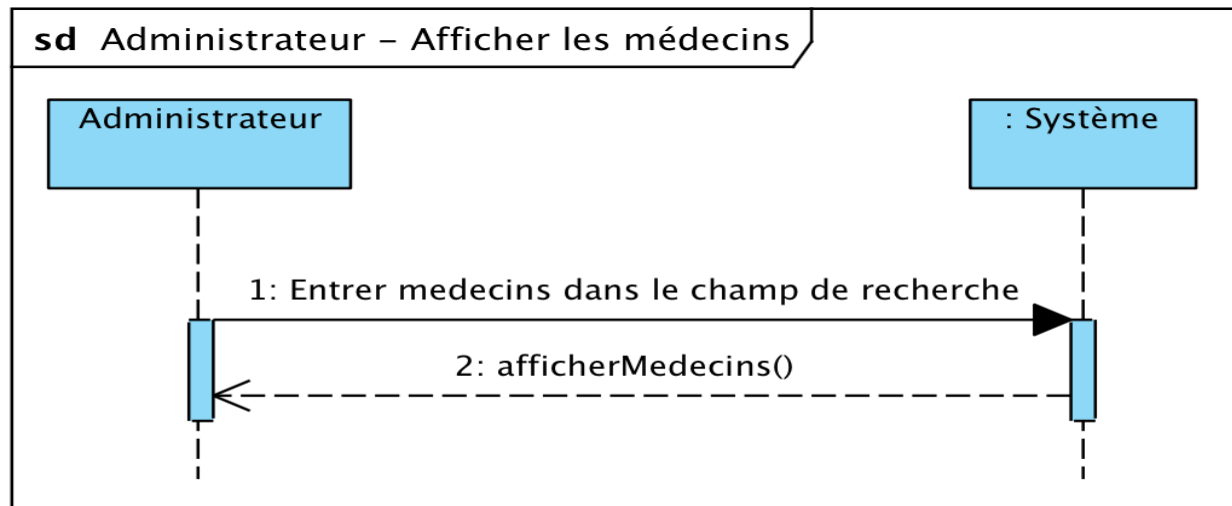 sd Administrateur – Afficher les médecins
Administrateur
: Système
1: Entrer medecins dans le champ de recherche
2: afficherMedecins()